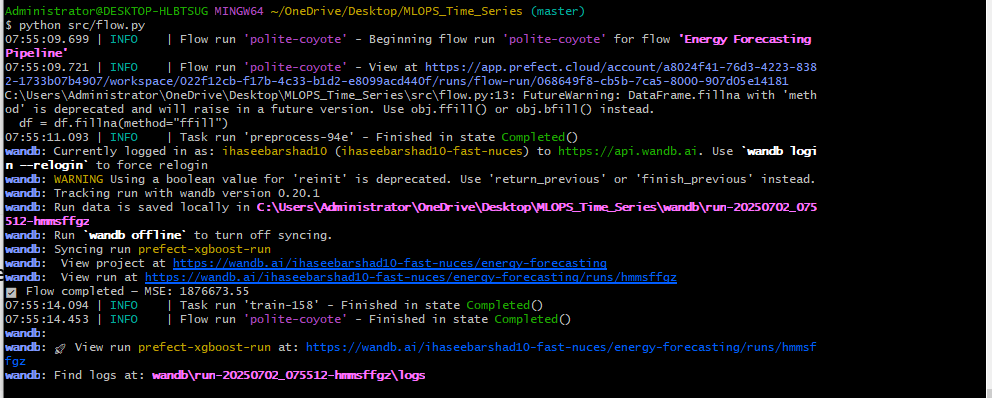 Administrator@DESKTOP-HLBTSUG MINGW64 ~/OneDrive/Desktop/MLOPS_Time_Series (master)
$ python src/flow.py
07:55:09.699 | INFO    | Flow run 'polite-coyote' - Beginning flow run 'polite-coyote' for flow 'Energy Forecasting
Pipeline'
07:55:09.721 | INFO    | Flow run 'polite-coyote' - View at https://app.prefect.cloud/account/a8024f41-76d3-4223-838
2-1733b07b4907/workspace/022f12cb-f17b-4c33-b1d2-e8099acd440f/runs/flow-run/068649f8-cb5b-7ca5-8000-907d05e14181
C:\Users\Administrator\OneDrive\Desktop\MLOPS_Time_Series\src\flow.py:13: FutureWarning: DataFrame.fillna with 'meth
od' is deprecated and will raise in a future version. Use obj.ffill() or obj.bfill() instead.
  df = df.fillna(method="ffill")
07:55:11.093 | INFO    | Task run 'preprocess-94e' - Finished in state Completed()
wandb: Currently logged in as: ihaseebarshad10 (ihaseebarshad10-fast-nuces) to https://api.wandb.ai. Use `wandb logi
n --relogin` to force relogin
wandb: WARNING Using a boolean value for 'reinit' is deprecated. Use 'return_previous' or 'finish_previous' instead.
wandb: Tracking run with wandb version 0.20.1
wandb: Run data is saved locally in C:\Users\Administrator\OneDrive\Desktop\MLOPS_Time_Series\wandb\run-20250702_075
512-hmmsffgz
wandb: Run `wandb offline` to turn off syncing.
wandb: Syncing run prefect-xgboost-run
wandb:  View project at https://wandb.ai/ihaseebarshad10-fast-nuces/energy-forecasting
wandb:  View run at https://wandb.ai/ihaseebarshad10-fast-nuces/energy-forecasting/runs/hmmsffgz
✅ Flow completed — MSE: 1876673.55
07:55:14.094 | INFO    | Task run 'train-158' - Finished in state Completed()
07:55:14.453 | INFO    | Flow run 'polite-coyote' - Finished in state Completed()
wandb:
wandb: 🚀 View run prefect-xgboost-run at: https://wandb.ai/ihaseebarshad10-fast-nuces/energy-forecasting/runs/hmmsf
fgz
wandb: Find logs at: wandb\run-20250702_075512-hmmsffgz\logs